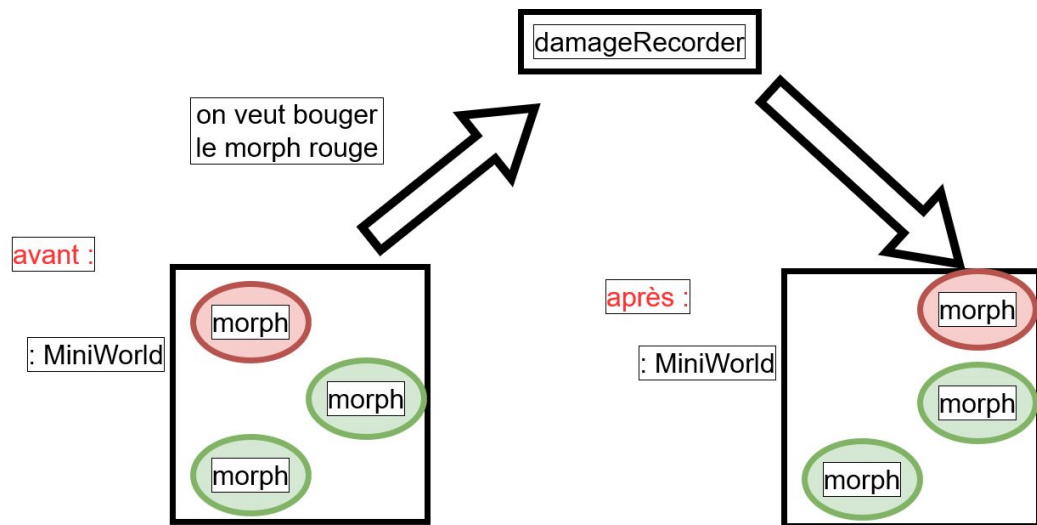 damageRecorder
on veut bouger
le morph rouge
avant :
: MiniWorld
morph
morph
morph
après :
: MiniWorld
morph
morph
morph